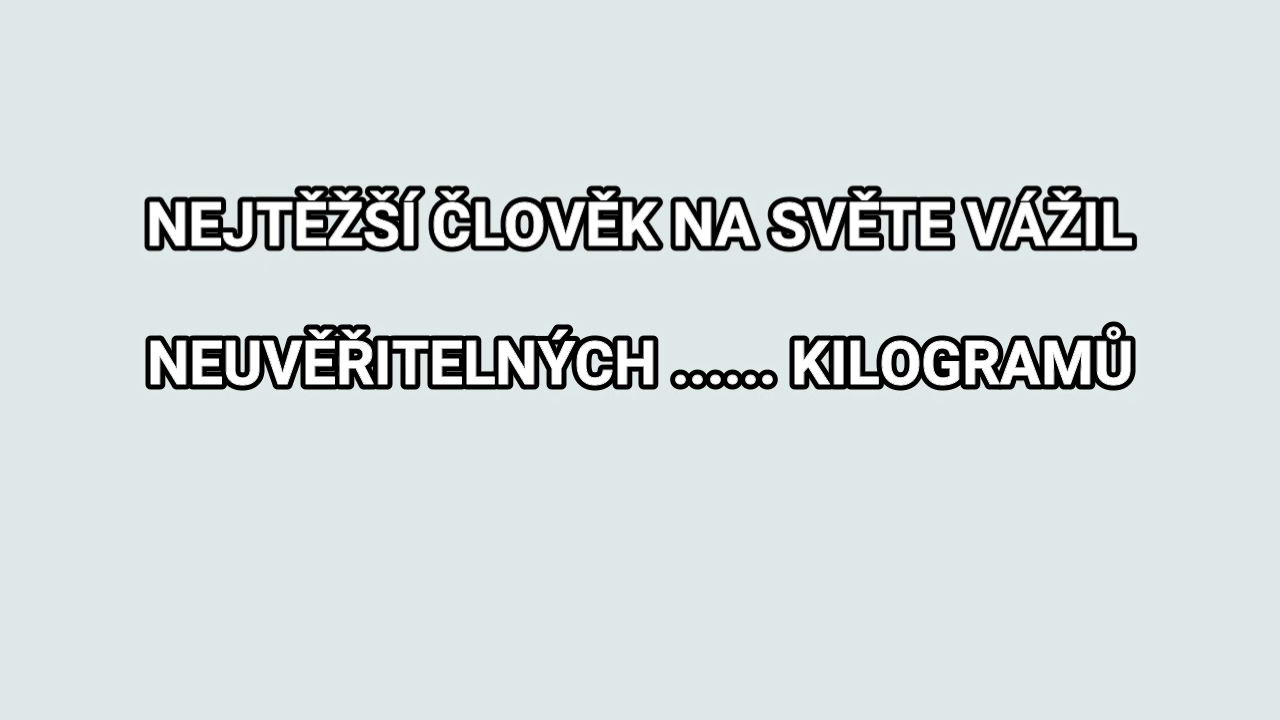 NEJTĚŽŠÍ ČLOVĚK NA SVĚTE VÁŽIL
NEUVĚŘITELNÝCH ...... KILOGRAMŮ